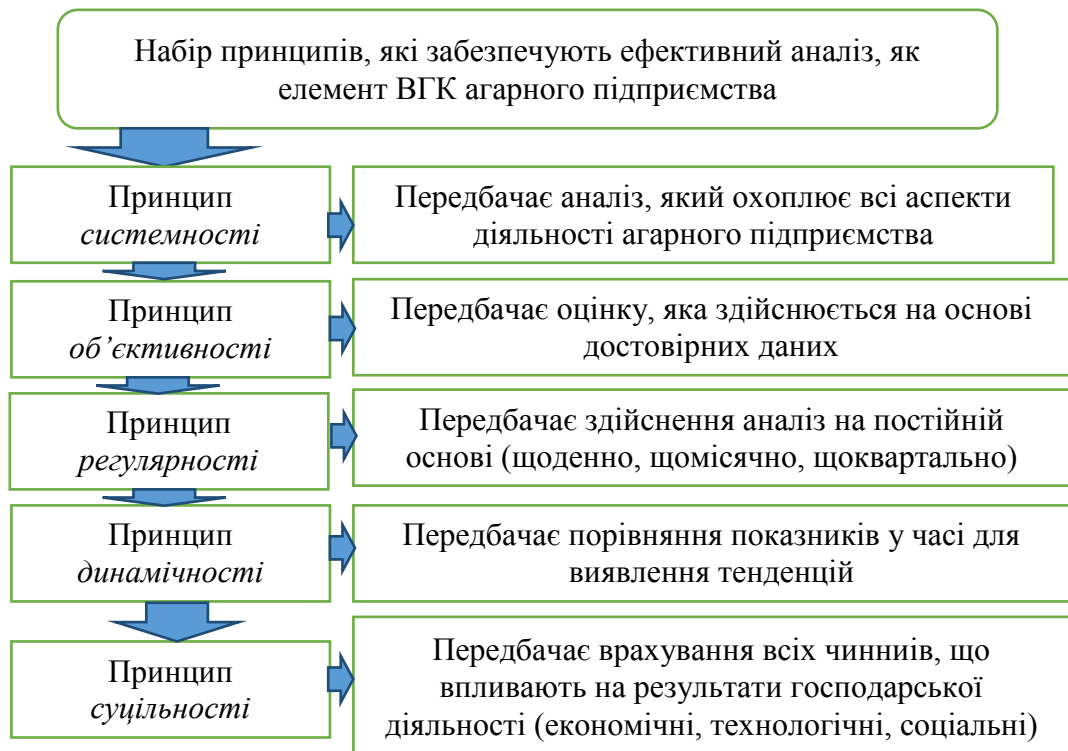 Набір принципів, які забезпечують ефективний аналіз, як
елемент ВГК агарного підприємства
Принцип
системності
Передбачає аналіз, який охоплює всі аспекти
діяльності агарного підприємства
Принцип
об’єктивності
Передбачає оцінку, яка здійснюється на основі
достовірних даних
Принцип
регулярності
Передбачає здійснення аналіз на постійній
основі (щоденно, щомісячно, щоквартально)
Принцип
динамічності
Передбачає порівняння показників у часі для
виявлення тенденцій
Принцип
суцільності
Передбачає врахування всіх чинниів, що
впливають на результати господарської
діяльності (економічні, технологічні, соціальні)